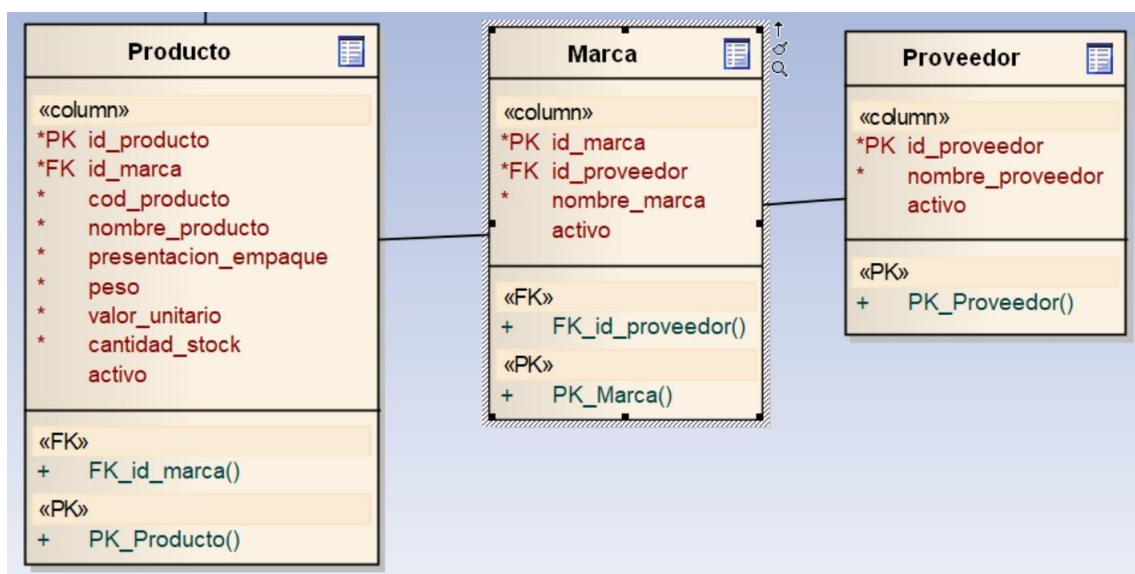 Producto
«column»
*PK id_producto
*FK id_marca
* cod_producto
* nombre_producto
* presentacion_empaque
* peso
* valor_unitario
* cantidad_stock
activo
«FK»
+ FK_id_marca()
«PK»
+ PK_Producto()
Marca
«column»
*PK id_marca
*FK id_proveedor
* nombre_marca
activo
«FK»
+ FK_id_proveedor()
«PK»
+ PK_Marca()
Proveedor
«column»
*PK id_proveedor
* nombre_proveedor
activo
«PK»
+ PK_Proveedor()